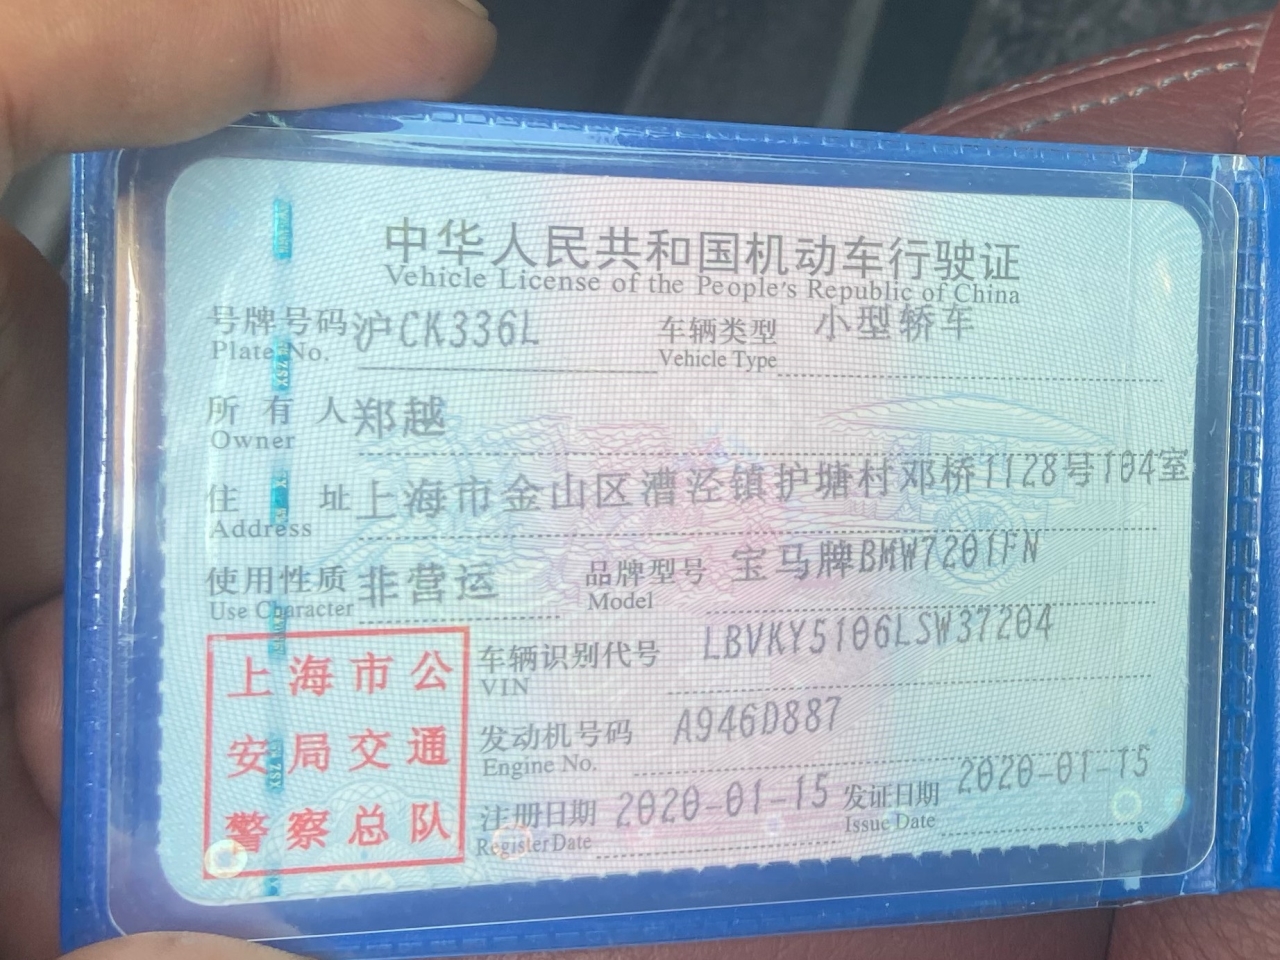 中华人民共和国机动车行驶证
Vehicle License of the People's Republic of China
号牌号码 沪CK336L 车辆类型 小型轿车
Plate No. Vehicle Type
所有人 郑越
Owner
住址 上海市金山区漕泾镇护塘村邓桥1128号104室
Address
使用性质 非营运 品牌型号 宝马牌BMW7201FN
Use Character Model
车辆识别代号 LBVKY5106LSW37204
VIN
发动机号码 A946D887
Engine No.
注册日期 2020-01-15 发证日期 2020-01-15
Register Date Issue Date
上海市公
安局交通
警察总队